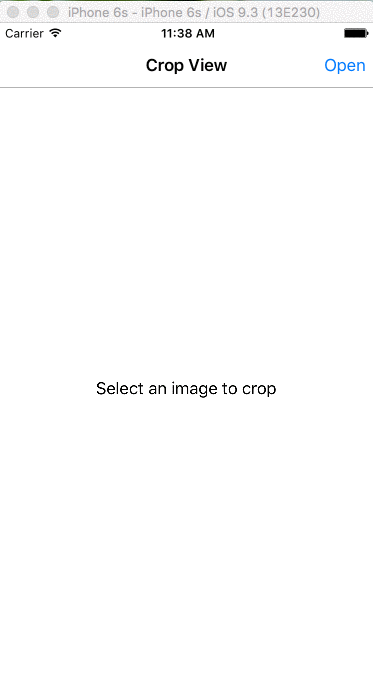 iPhone 6s - iPhone 6s / iOS 9.3 (13E230)
Carrier 11:38 AM
Crop View Open
Select an image to crop